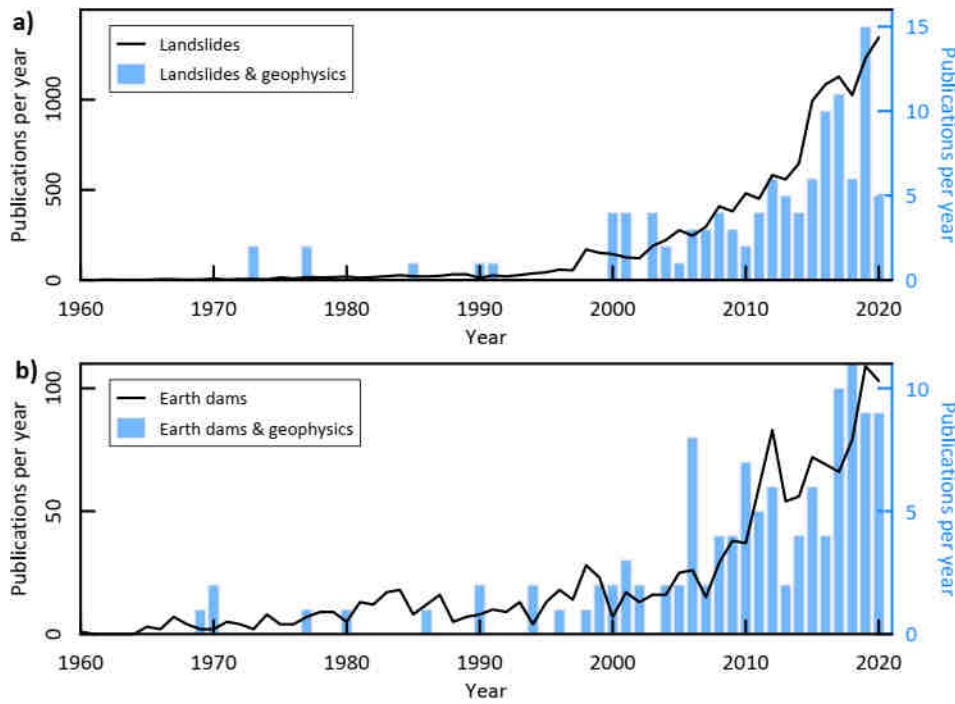 a)
Publications per year
1000
500
0
Landslides
Landslides & geophysics
15
10
5
0
Publications per year
1960 1970 1980 1990 2000 2010 2020
Year
b)
Publications per year
100
50
0
Earth dams
Earth dams & geophysics
10
5
0
Publications per year
1960 1970 1980 1990 2000 2010 2020
Year